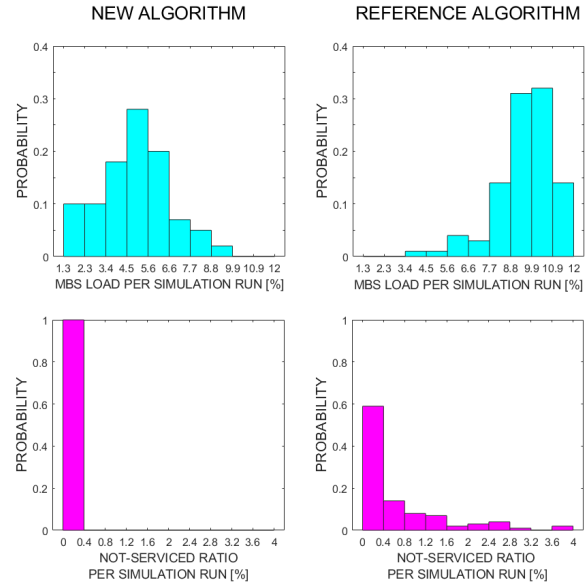 NEW ALGORITHM
REFERENCE ALGORITHM
0.4
0.3
0.2
0.1
0
PROBABILITY
1.3 2.3 3.4 4.5 5.6 6.6 7.7 8.8 9.9 10.9 12
MBS LOAD PER SIMULATION RUN [%]
0.4
0.3
0.2
0.1
0
PROBABILITY
1.3 2.3 3.4 4.5 5.6 6.6 7.7 8.8 9.9 10.9 12
MBS LOAD PER SIMULATION RUN [%]
1
0.8
0.6
0.4
0.2
0
PROBABILITY
0 0.4 0.8 1.2 1.6 2 2.4 2.8 3.2 3.6 4
NOT-SERVICED RATIO
PER SIMULATION RUN [%]
1
0.8
0.6
0.4
0.2
0
PROBABILITY
0 0.4 0.8 1.2 1.6 2 2.4 2.8 3.2 3.6 4
NOT-SERVICED RATIO
PER SIMULATION RUN [%]